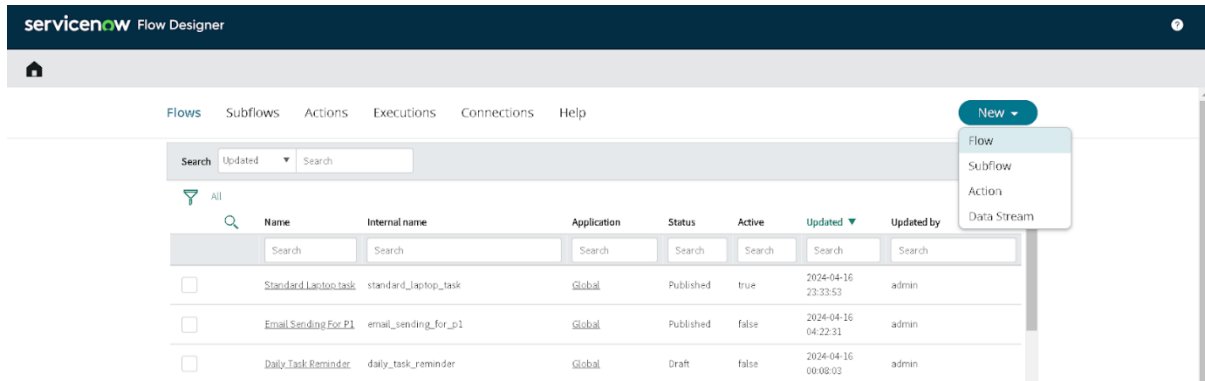 servicenow Flow Designer
?
Flows Subflows Actions Executions Connections Help New
Flow
Subflow
Action
Data Stream
Search Updated Search
All
Name Internal name Application Status Active Updated Updated by
Search Search Search Search Search Search Search
Standard Laptop task standard_laptop_task Global Published true 2024-04-16 23:33:53 admin
Email Sending For P1 email_sending_for_p1 Global Published false 2024-04-16 04:22:31 admin
Daily Task Reminder daily_task_reminder Global Draft false 2024-04-16 00:08:03 admin